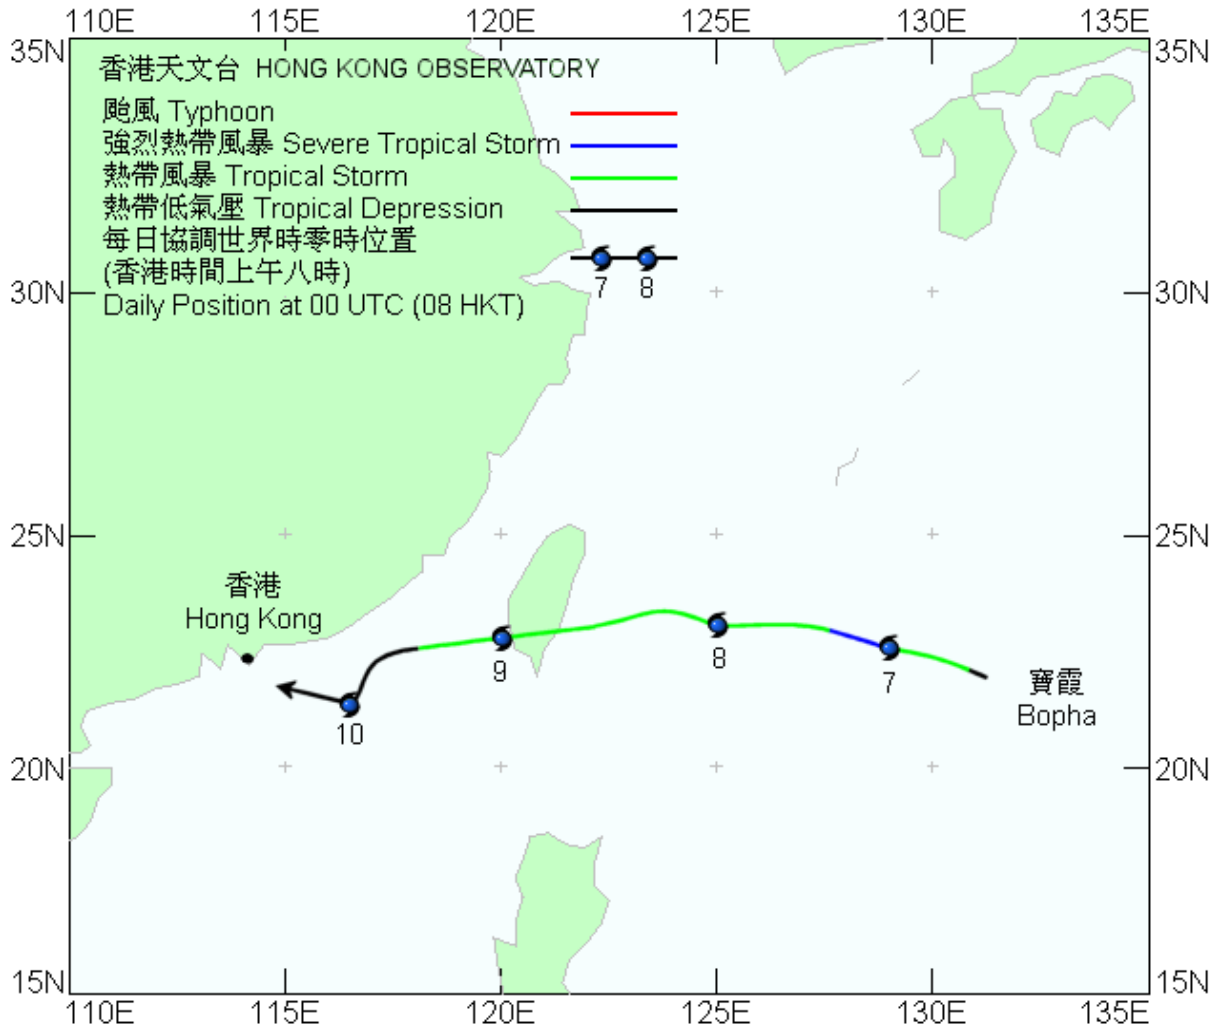 110E 115E 120E 125E 130E 135E
35N 35N
香港天文台 HONG KONG OBSERVATORY
颱風 Typhoon
強烈熱帶風暴 Severe Tropical Storm
熱帶風暴 Tropical Storm
熱帶低氣壓 Tropical Depression
每日協調世界時零時位置
(香港時間上午八時)
7 8
30N 30N
Daily Position at 00 UTC (08 HKT)
25N 25N
香港
Hong Kong
9
8
7
寶霞
Bopha
10
20N 20N
15N 15N
110E 115E 120E 125E 130E 135E